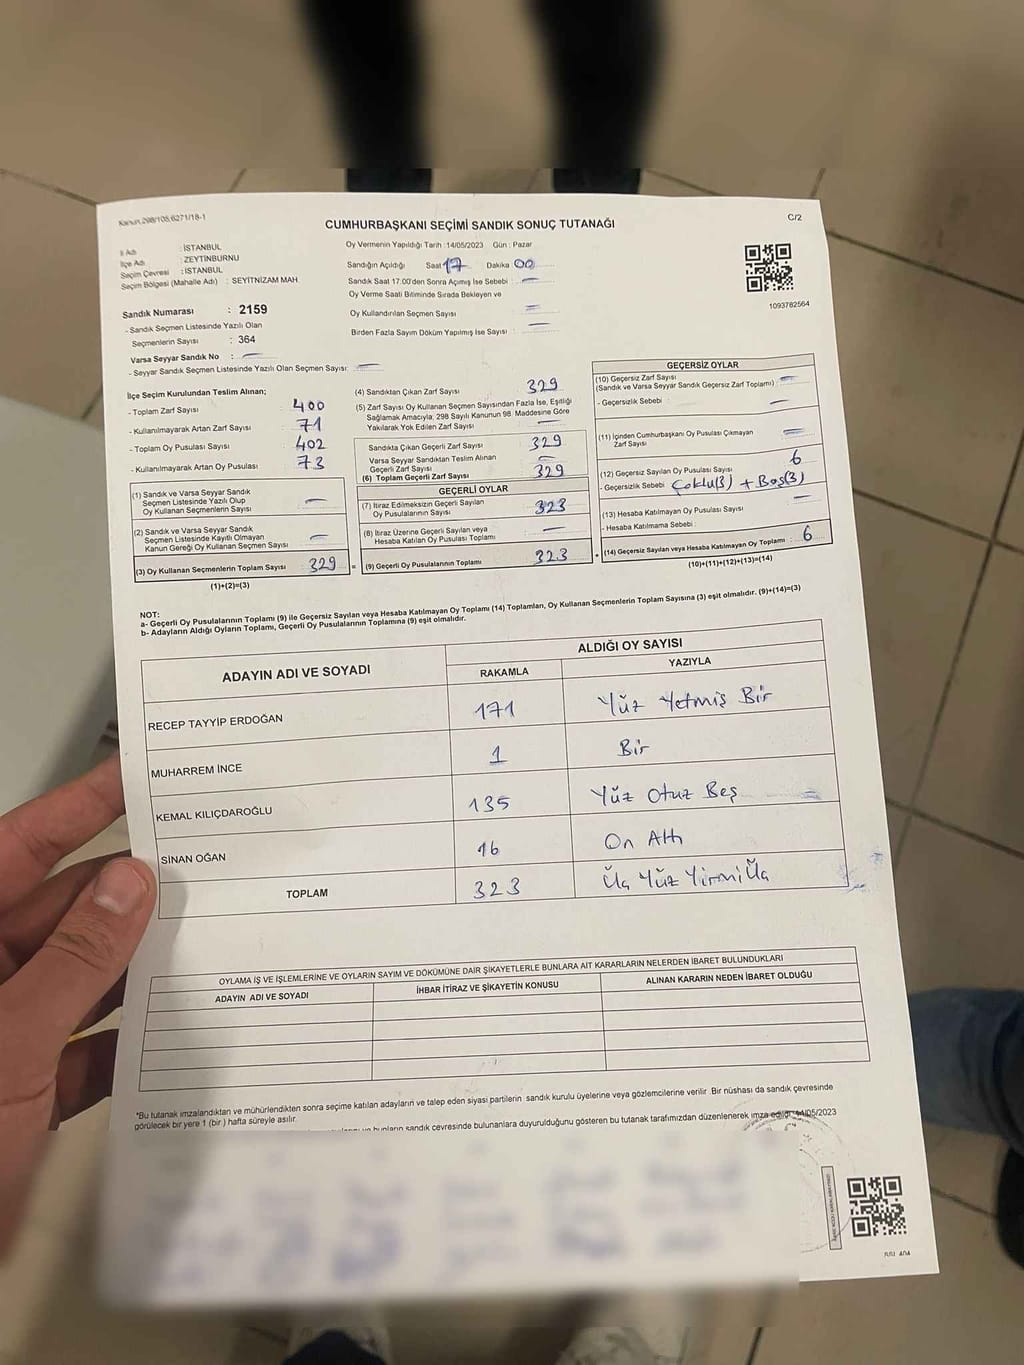 Kanun:298/105;6271/18-1
C/2
CUMHURBAŞKANI SEÇİMİ SANDIK SONUÇ TUTANAĞI
İl Adı : İSTANBUL
İlçe Adı : ZEYTİNBURNU
Seçim Çevresi : İSTANBUL
Seçim Bölgesi (Mahalle Adı) : SEYİTNİZAM MAH
Sandık Numarası : 2159
- Sandık Seçmen Listesinde Yazılı Olan
Seçmenlerin Sayısı : 364
Varsa Seyyar Sandık No :
- Seyyar Sandık Seçmen Listesinde Yazılı Olan Seçmen Sayısı:
Oy Vermenin Yapıldığı Tarih :14/05/2023 Gün : Pazar
Sandığın Açıldığı Saat 17 Dakika 00
Sandık Saat 17:00'den Sonra Açımış İse Sebebi :
Oy Verme Saati Bitiminde Sırada Bekleyen ve
Oy Kullandırılan Seçmen Sayısı :
Birden Fazla Sayım Döküm Yapılmış İse Sayısı :
1093782564
İlçe Seçim Kurulundan Teslim Alınan;
- Toplam Zarf Sayısı : 400
- Kullanılmayarak Artan Zarf Sayısı : 71
- Toplam Oy Pusulası Sayısı : 402
- Kullanılmayarak Artan Oy Pusulası : 73
(1) Sandık ve Varsa Seyyar Sandık
Seçmen Listesinde Yazılı Olup
Oy Kullanan Seçmenlerin Sayısı :
(2) Sandık ve Varsa Seyyar Sandık
Seçmen Listesinde Kayıtlı Olmayan
Kanun Gereği Oy Kullanan Seçmen Sayısı :
(3) Oy Kullanan Seçmenlerin Toplam Sayısı : 329
(1)+(2)=(3)
(4) Sandıktan Çıkan Zarf Sayısı : 329
(5) Zarf Sayısı Oy Kullanan Seçmen Sayısından Fazla İse, Eşitliği
Sağlamak Amacıyla; 298 Sayılı Kanunun 98. Maddesine Göre
Yakılarak Yok Edilen Zarf Sayısı :
Sandıkta Çıkan Geçerli Zarf Sayısı : 329
Varsa Seyyar Sandıktan Teslim Alınan
Geçerli Zarf Sayısı :
(6) Toplam Geçerli Zarf Sayısı : 329
GEÇERLİ OYLAR
(7) İtiraz Edilmeksizin Geçerli Sayılan
Oy Pusulalarının Sayısı : 323
(8) İtiraz Üzerine Geçerli Sayılan veya
Hesaba Katılan Oy Pusulaları Toplamı :
= (9) Geçerli Oy Pusulalarının Toplamı : 323
GEÇERSİZ OYLAR
(10) Geçersiz Zarf Sayısı :
(Sandık ve Varsa Seyyar Sandık Geçersiz Zarf Toplamı)
- Geçersizlik Sebebi :
(11) İçinden Cumhurbaşkanı Oy Pusulası Çıkmayan
Zarf Sayısı :
(12) Geçersiz Sayılan Oy Pusulası Sayısı : 6
- Geçersizlik Sebebi : Çoklu(3) + Boş(3)
(13) Hesaba Katılmayan Oy Pusulası Sayısı :
- Hesaba Katılmama Sebebi :
+ (14) Geçersiz Sayılan veya Hesaba Katılmayan Oy Toplamı : 6
(10)+(11)+(12)+(13)=(14)
NOT:
a- Geçerli Oy Pusulalarının Toplamı (9) ile Geçersiz Sayılan veya Hesaba Katılmayan Oy Toplamı (14) Toplamları, Oy Kullanan Seçmenlerin Toplam Sayısına (3) eşit olmalıdır. (9)+(14)=(3)
b- Adayların Aldığı Oyların Toplamı, Geçerli Oy Pusulalarının Toplamına (9) eşit olmalıdır.
ADAYIN ADI VE SOYADI
ALDIĞI OY SAYISI
RAKAMLA YAZIYLA
RECEP TAYYİP ERDOĞAN 171 Yüz Yetmiş Bir
MUHARREM İNCE 1 Bir
KEMAL KILIÇDAROĞLU 135 Yüz Otuz Beş
SİNAN OĞAN 16 On Altı
TOPLAM 323 Üç Yüz Yirmi Üç
OYLAMA İŞ VE İŞLEMLERİNE VE OYLARIN SAYIM VE DÖKÜMÜNE DAİR ŞİKAYETLERLE BUNLARA AİT KARARLARIN NELERDEN İBARET BULUNDUKLARI
ADAYIN ADI VE SOYADI İHBAR İTİRAZ VE ŞİKAYETİN KONUSU ALINAN KARARIN NEDEN İBARET OLDUĞU
*Bu tutanak imzalandıktan ve mühürlendikten sonra seçime katılan adayların ve talep eden siyasi partilerin sandık kurulu üyelerine veya gözlemcilerine verilir. Bir nüshası da sandık çevresinde
görülecek bir yere 1 (bir) hafta süreyle asılır.
bunların sandık çevresinde bulunanlara duyurulduğunu gösteren bu tutanak tarafımızdan düzenlenerek imza edildi. 14/05/2023